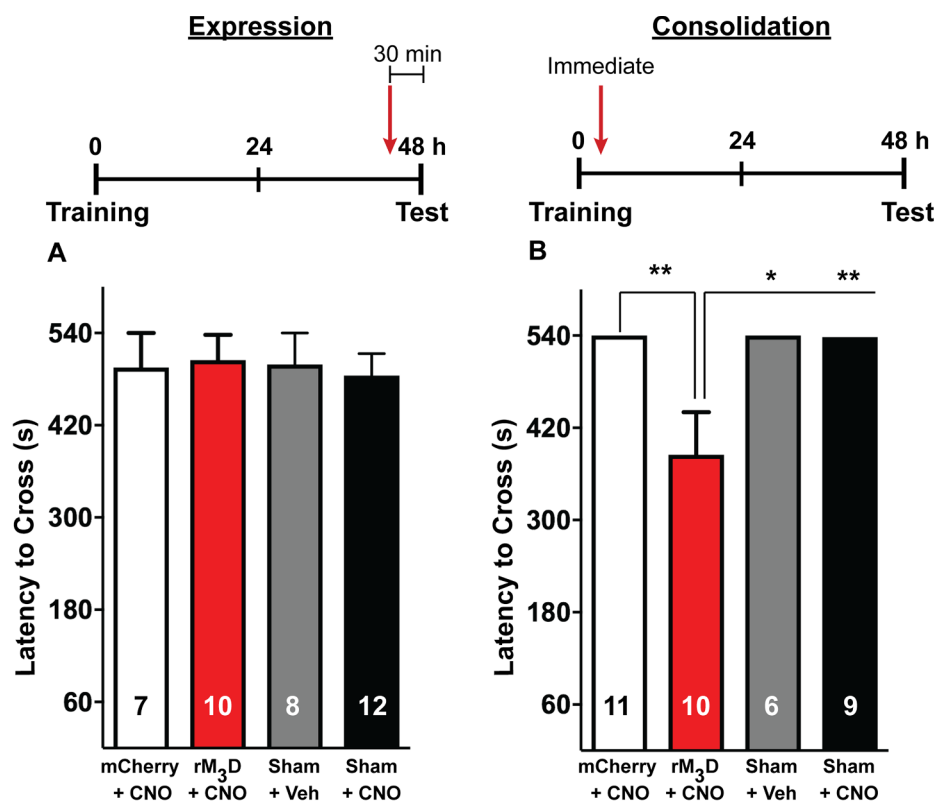 Expression
30 min
0 24 48 h
Training Test
Consolidation
Immediate
0 24 48 h
Training Test
A
Latency to Cross (s)
540
420
300
180
60
7 10 8 12
mCherry + CNO
rM3D + CNO
Sham + Veh
Sham + CNO
B
** * **
Latency to Cross (s)
540
420
300
180
60
11 10 6 9
mCherry + CNO
rM3D + CNO
Sham + Veh
Sham + CNO